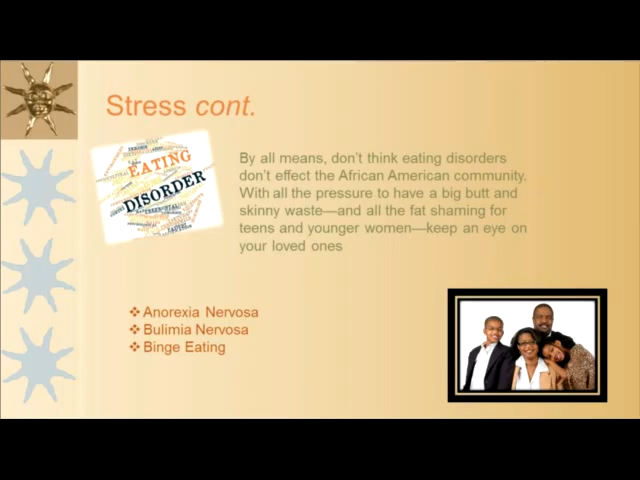 Stress cont.
EATING
DISORDER
By all means, don't think eating disorders
don't effect the African American community.
With all the pressure to have a big butt and
skinny waste—and all the fat shaming for
teens and younger women—keep an eye on
your loved ones
❖ Anorexia Nervosa
❖ Bulimia Nervosa
❖ Binge Eating